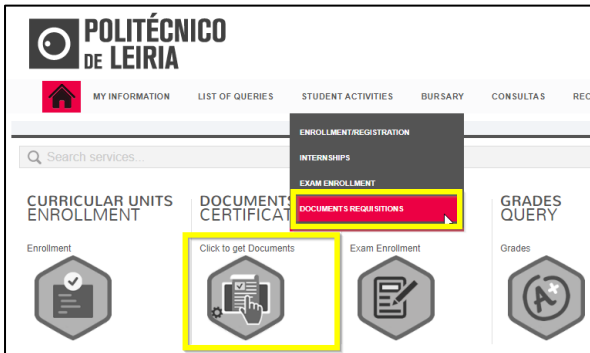 POLITÉCNICO
DE LEIRIA
MY INFORMATION LIST OF QUERIES STUDENT ACTIVITIES BURSARY CONSULTAS REC
ENROLLMENT/REGISTRATION
Search services...
INTERNSHIPS
EXAM ENROLLMENT
DOCUMENTS REQUISITIONS
CURRICULAR UNITS
ENROLLMENT
DOCUMENTS
CERTIFICAT
GRADES
QUERY
Enrollment
Click to get Documents
Exam Enrollment
Grades
A+